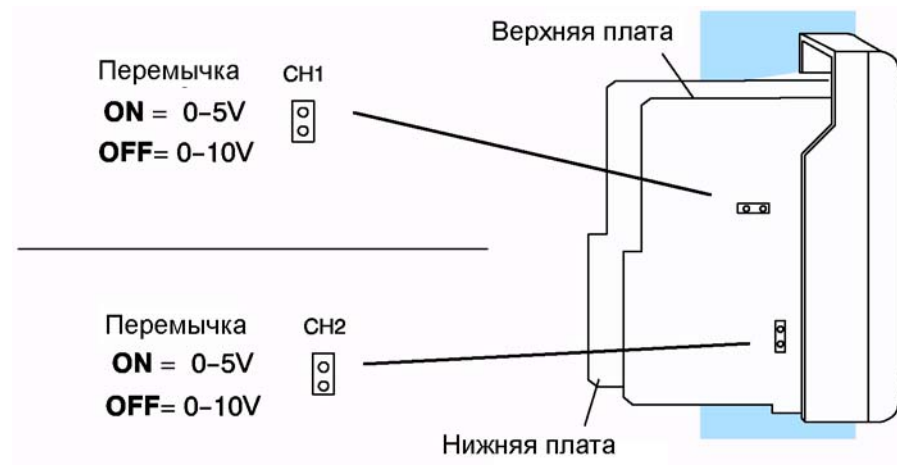 Верхняя плата
Перемычка CH1
ON = 0–5V
OFF= 0–10V
Перемычка CH2
ON = 0–5V
OFF= 0–10V
Нижняя плата